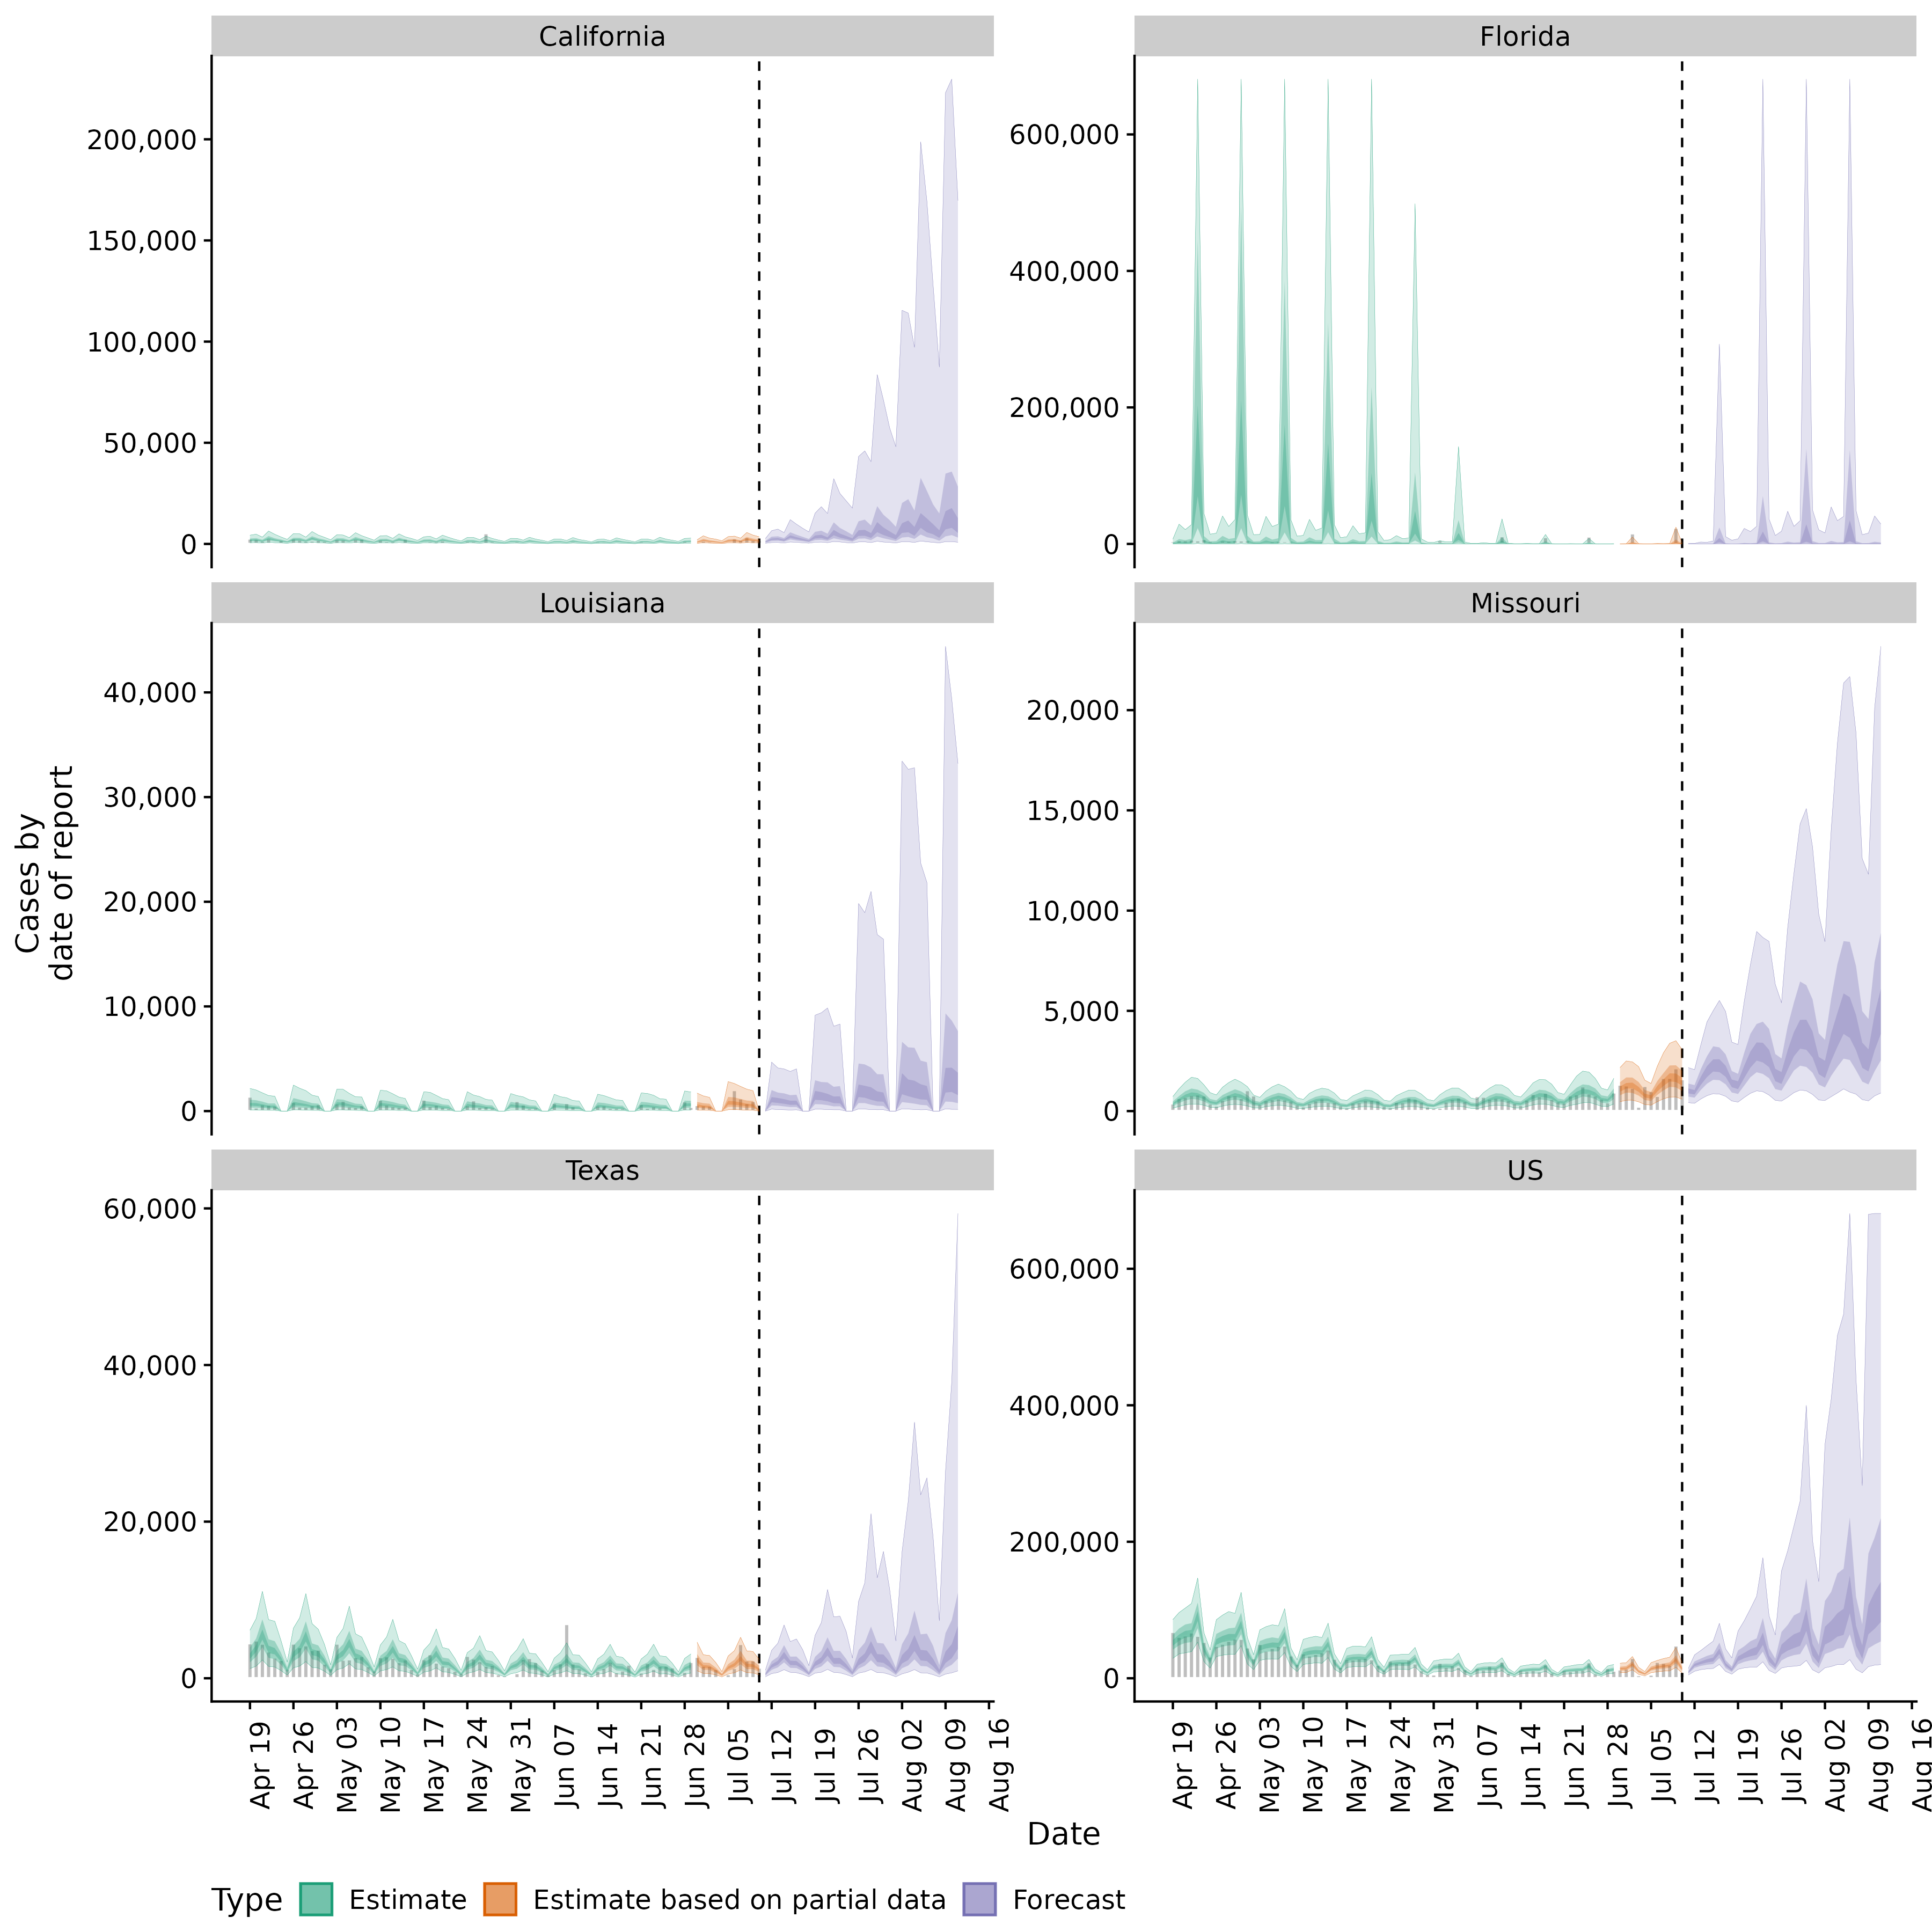 California
Florida
200,000
150,000
100,000
50,000
0
600,000
400,000
200,000
0
Louisiana
Missouri
40,000
30,000
20,000
10,000
0
20,000
15,000
10,000
5,000
0
Cases by
date of report
Texas
US
60,000
40,000
20,000
0
600,000
400,000
200,000
0
Apr 19
Apr 26
May 03
May 10
May 17
May 24
May 31
Jun 07
Jun 14
Jun 21
Jun 28
Jul 05
Jul 12
Jul 19
Jul 26
Aug 02
Aug 09
Aug 16
Apr 19
Apr 26
May 03
May 10
May 17
May 24
May 31
Jun 07
Jun 14
Jun 21
Jun 28
Jul 05
Jul 12
Jul 19
Jul 26
Aug 02
Aug 09
Aug 16
Date
Type Estimate Estimate based on partial data Forecast